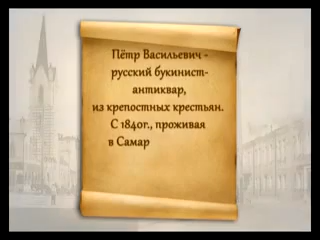 Пётр Васильевич -
русский букинист-
антиквар,
из крепостных крестьян.
С 1840г., проживая
в Самар